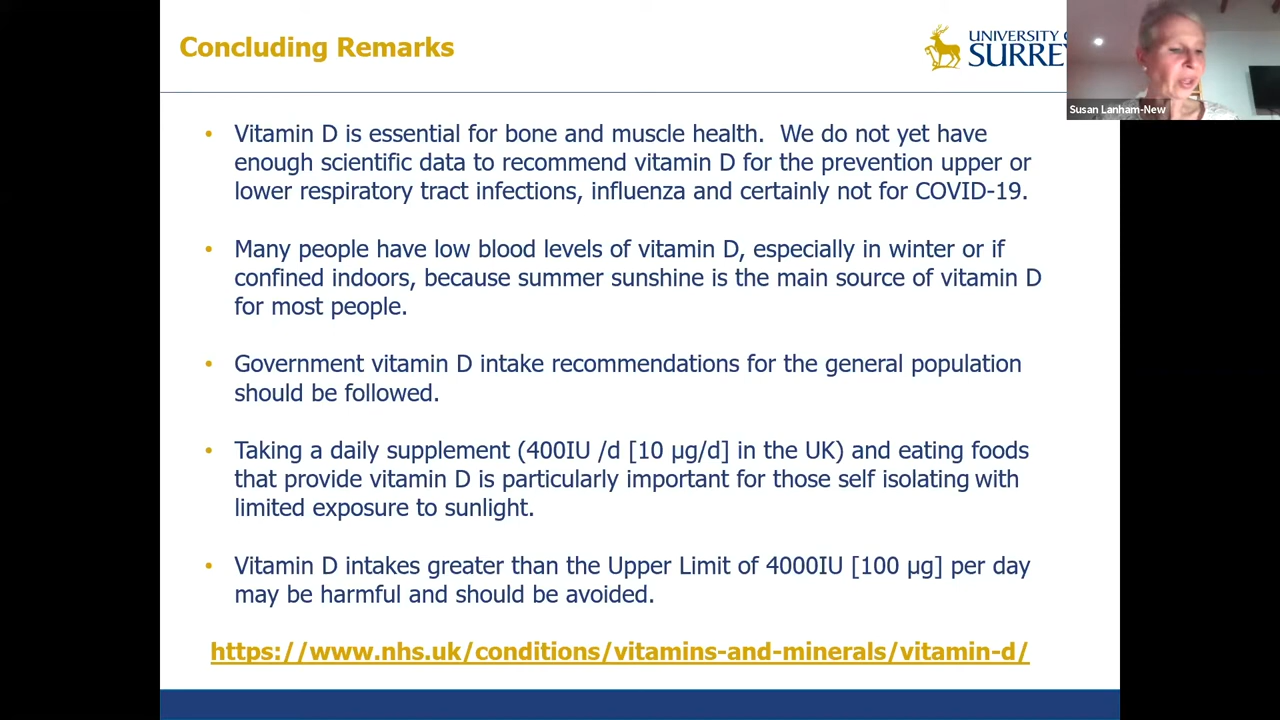 Concluding Remarks
UNIVERSITY O
SURREY
Susan Lanham-New
• Vitamin D is essential for bone and muscle health.  We do not yet have
enough scientific data to recommend vitamin D for the prevention upper or
lower respiratory tract infections, influenza and certainly not for COVID-19.
• Many people have low blood levels of vitamin D, especially in winter or if
confined indoors, because summer sunshine is the main source of vitamin D
for most people.
• Government vitamin D intake recommendations for the general population
should be followed.
• Taking a daily supplement (400IU /d [10 µg/d] in the UK) and eating foods
that provide vitamin D is particularly important for those self isolating with
limited exposure to sunlight.
• Vitamin D intakes greater than the Upper Limit of 4000IU [100 µg] per day
may be harmful and should be avoided.
https://www.nhs.uk/conditions/vitamins-and-minerals/vitamin-d/